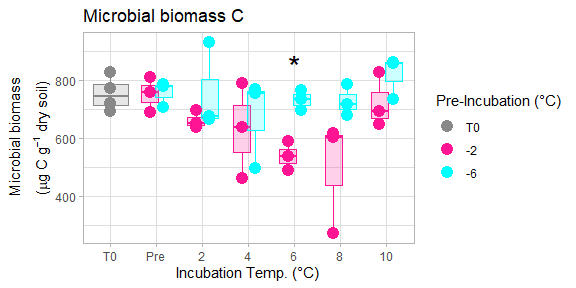 Microbial biomass C
Microbial biomass
(µg C g⁻¹ dry soil)
800
600
400
*
T0 Pre 2 4 6 8 10
Incubation Temp. (°C)
Pre-Incubation (°C)
T0
-2
-6